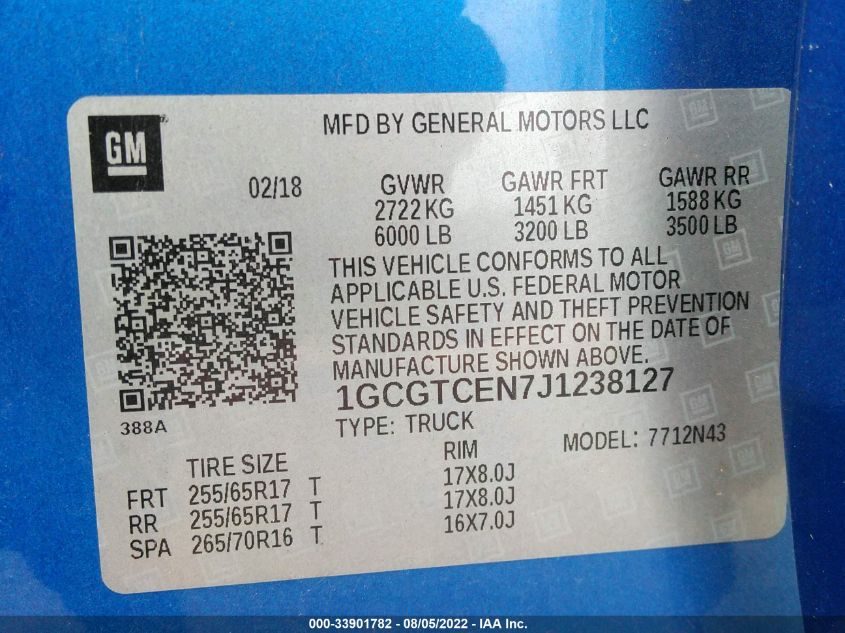 GM
MFD BY GENERAL MOTORS LLC
02/18
GVWR GAWR FRT GAWR RR
2722 KG 1451 KG 1588 KG
6000 LB 3200 LB 3500 LB
THIS VEHICLE CONFORMS TO ALL
APPLICABLE U.S. FEDERAL MOTOR
VEHICLE SAFETY AND THEFT PREVENTION
STANDARDS IN EFFECT ON THE DATE OF
MANUFACTURE SHOWN ABOVE.
1GCGTCEN7J1238127
388A
TYPE: TRUCK MODEL: 7712N43
TIRE SIZE RIM
FRT 255/65R17 T 17X8.0J
RR 255/65R17 T 17X8.0J
SPA 265/70R16 T 16X7.0J
000-33901782 - 08/05/2022 - IAA Inc.